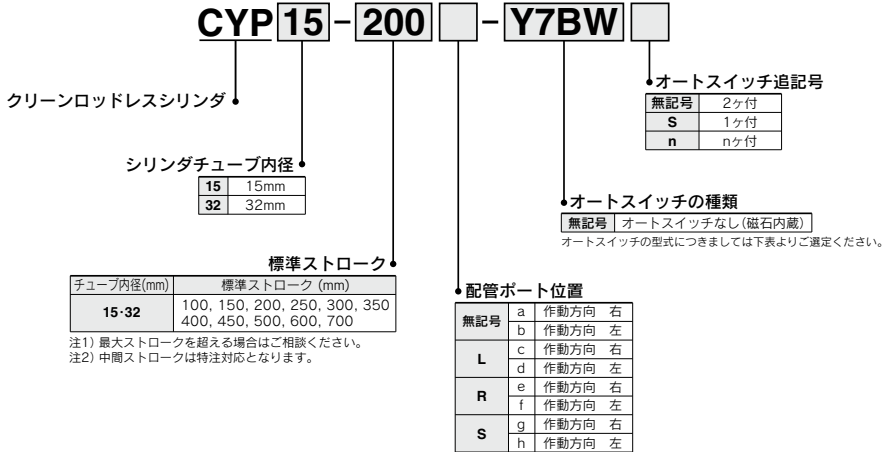 CYP 15 - 200 - Y7BW
クリーンロッドレスシリンダ
シリンダチューブ内径
15 15mm
32 32mm
標準ストローク
チューブ内径(mm) 標準ストローク (mm)
15·32 100, 150, 200, 250, 300, 350
400, 450, 500, 600, 700
注1) 最大ストロークを超える場合はご相談ください。
注2) 中間ストロークは特注対応となります。
オートスイッチ追記号
無記号 2ヶ付
S 1ヶ付
n nヶ付
オートスイッチの種類
無記号 オートスイッチなし(磁石内蔵)
オートスイッチの型式につきましては下表よりご選定ください。
配管ポート位置
無記号 a 作動方向 右
b 作動方向 左
L c 作動方向 右
d 作動方向 左
R e 作動方向 右
f 作動方向 左
S g 作動方向 右
h 作動方向 左